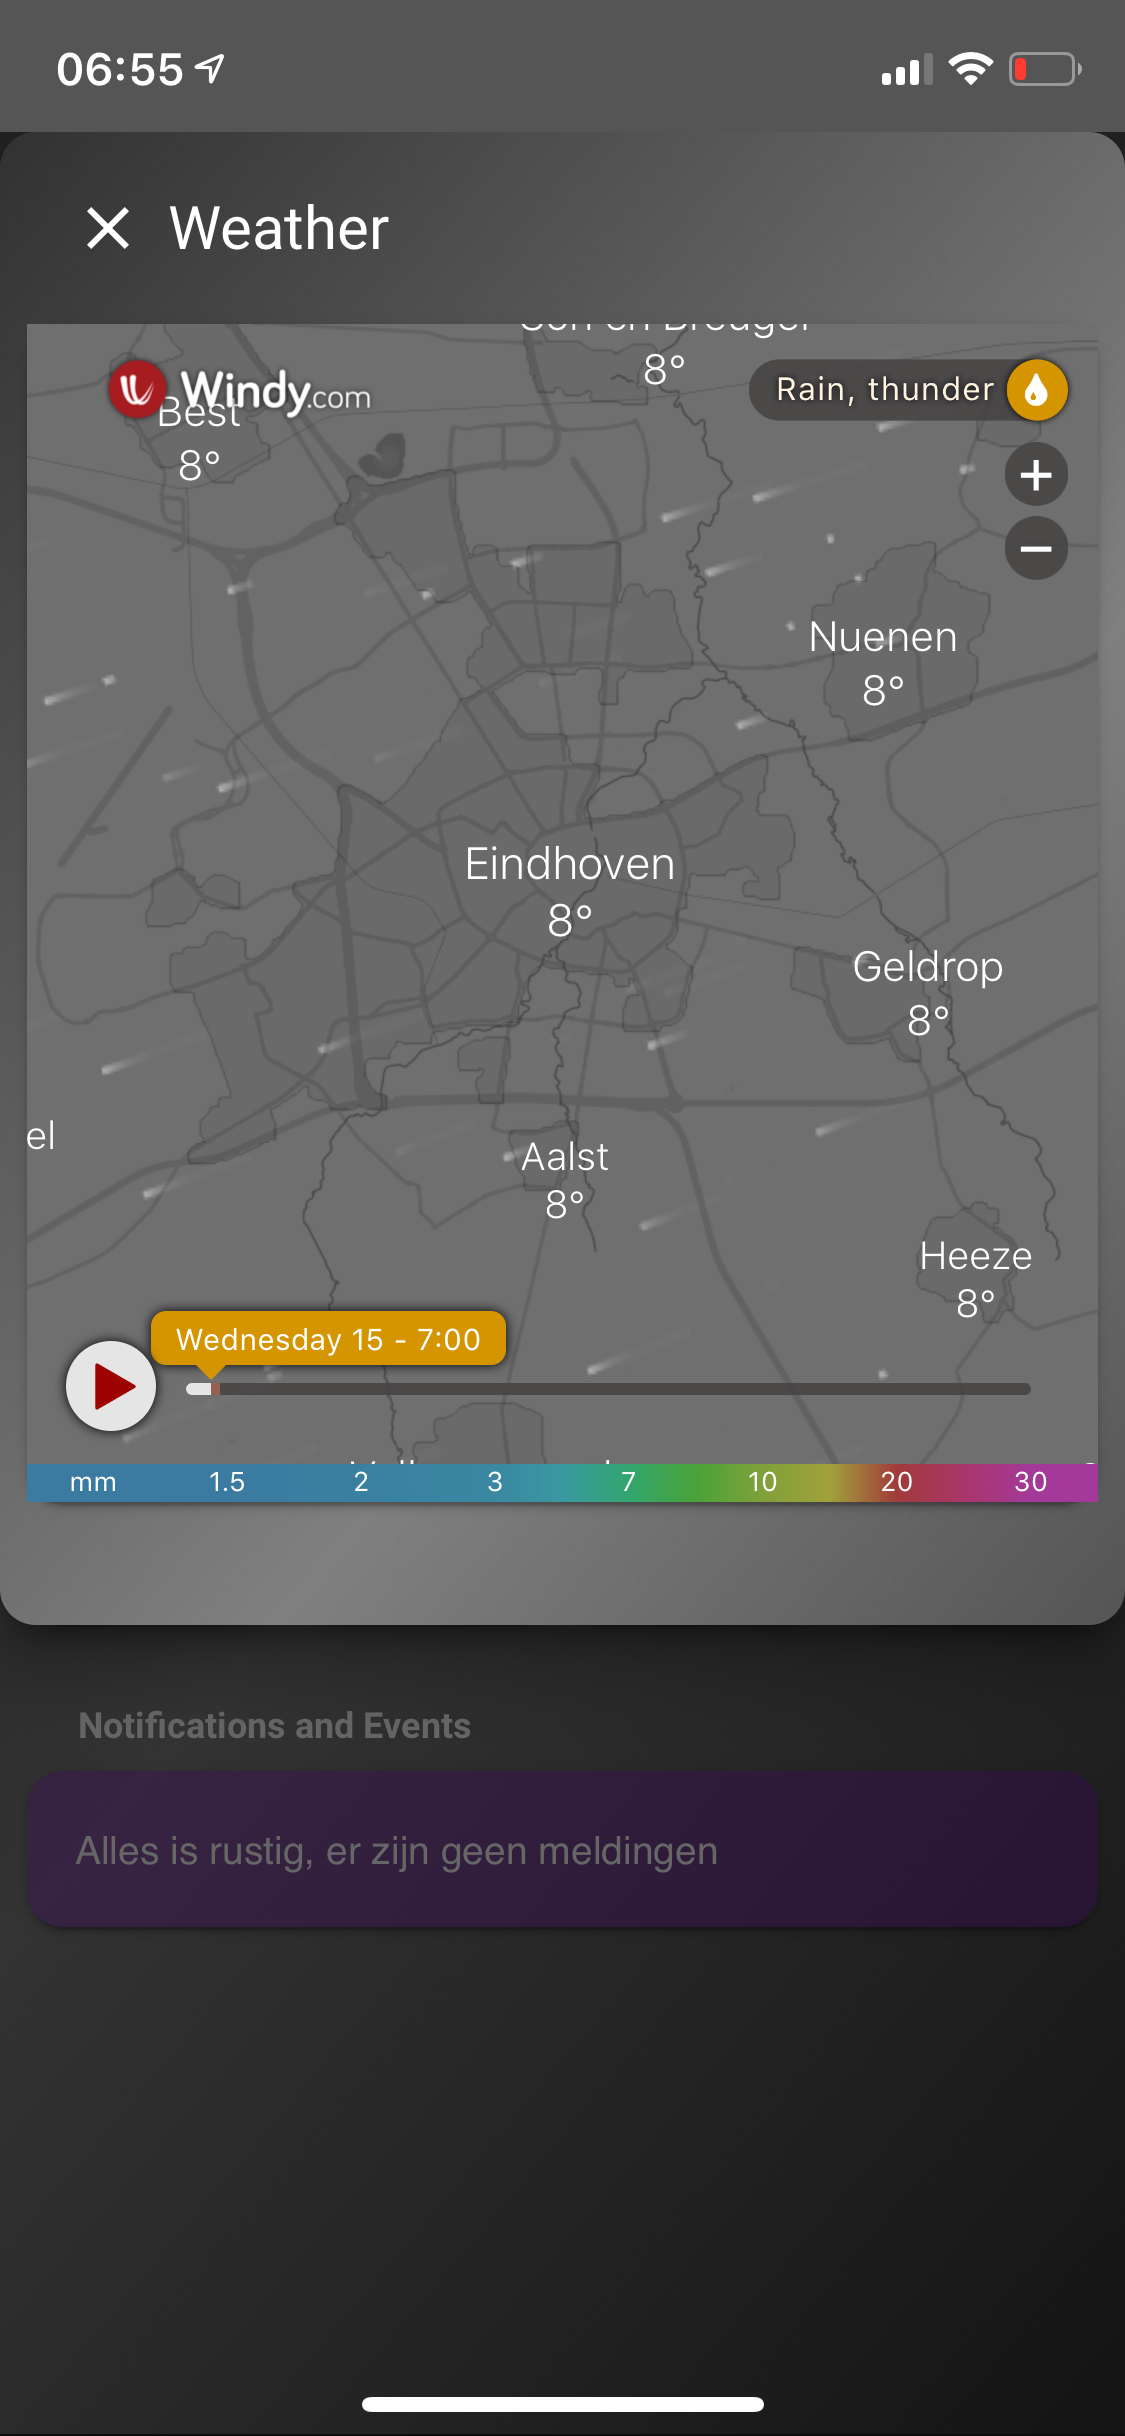 06:55
Weather
8°
Windy.com
Rain, thunder
Best
8°
Nuenen
8°
Eindhoven
8°
Geldrop
8°
el
Aalst
8°
Heeze
8°
Wednesday 15 - 7:00
mm 1.5 2 3 7 10 20 30
Notifications and Events
Alles is rustig, er zijn geen meldingen